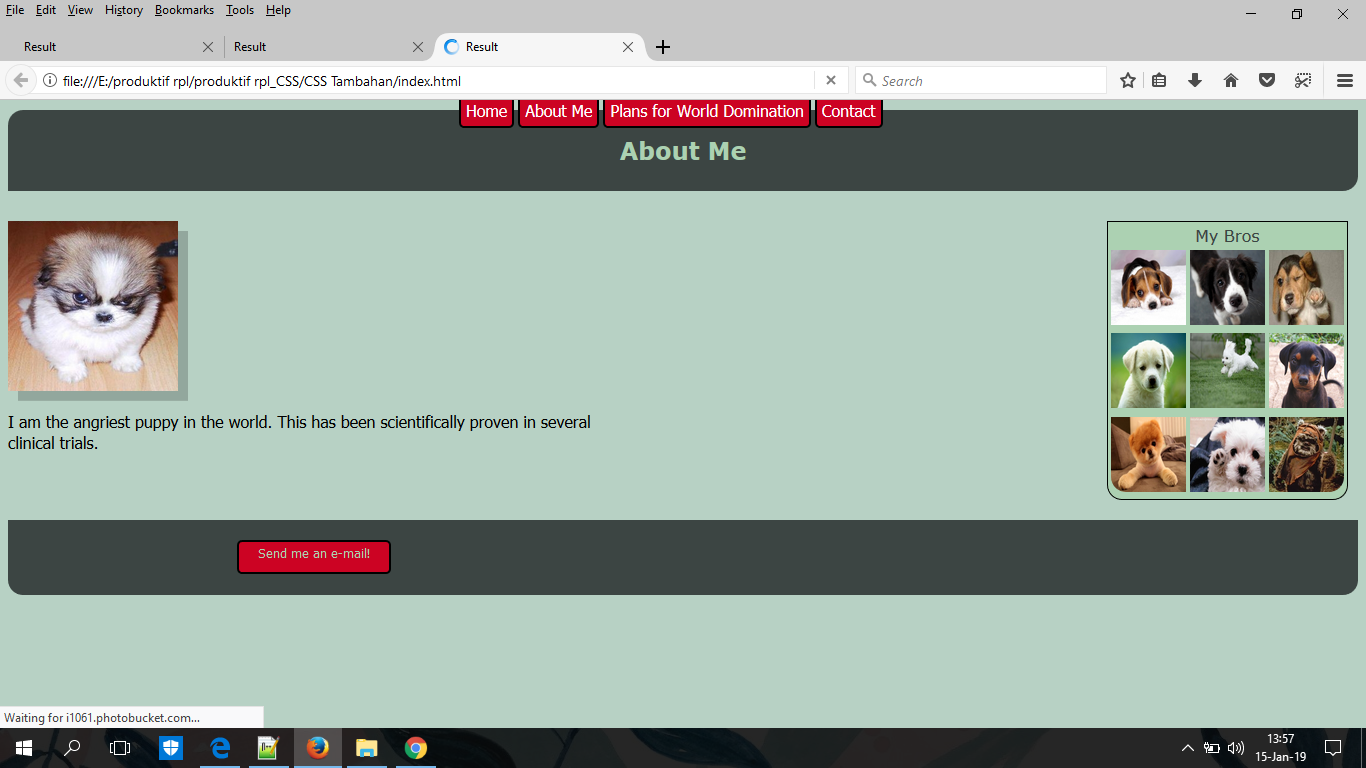 File Edit View History Bookmarks Tools Help
Result Result Result
file:///E:/produktif rpl/produktif rpl_CSS/CSS Tambahan/index.html Search
Home About Me Plans for World Domination Contact
About Me
My Bros
I am the angriest puppy in the world. This has been scientifically proven in several
clinical trials.
Send me an e-mail!
Waiting for i1061.photobucket.com...
13:57
15-Jan-19